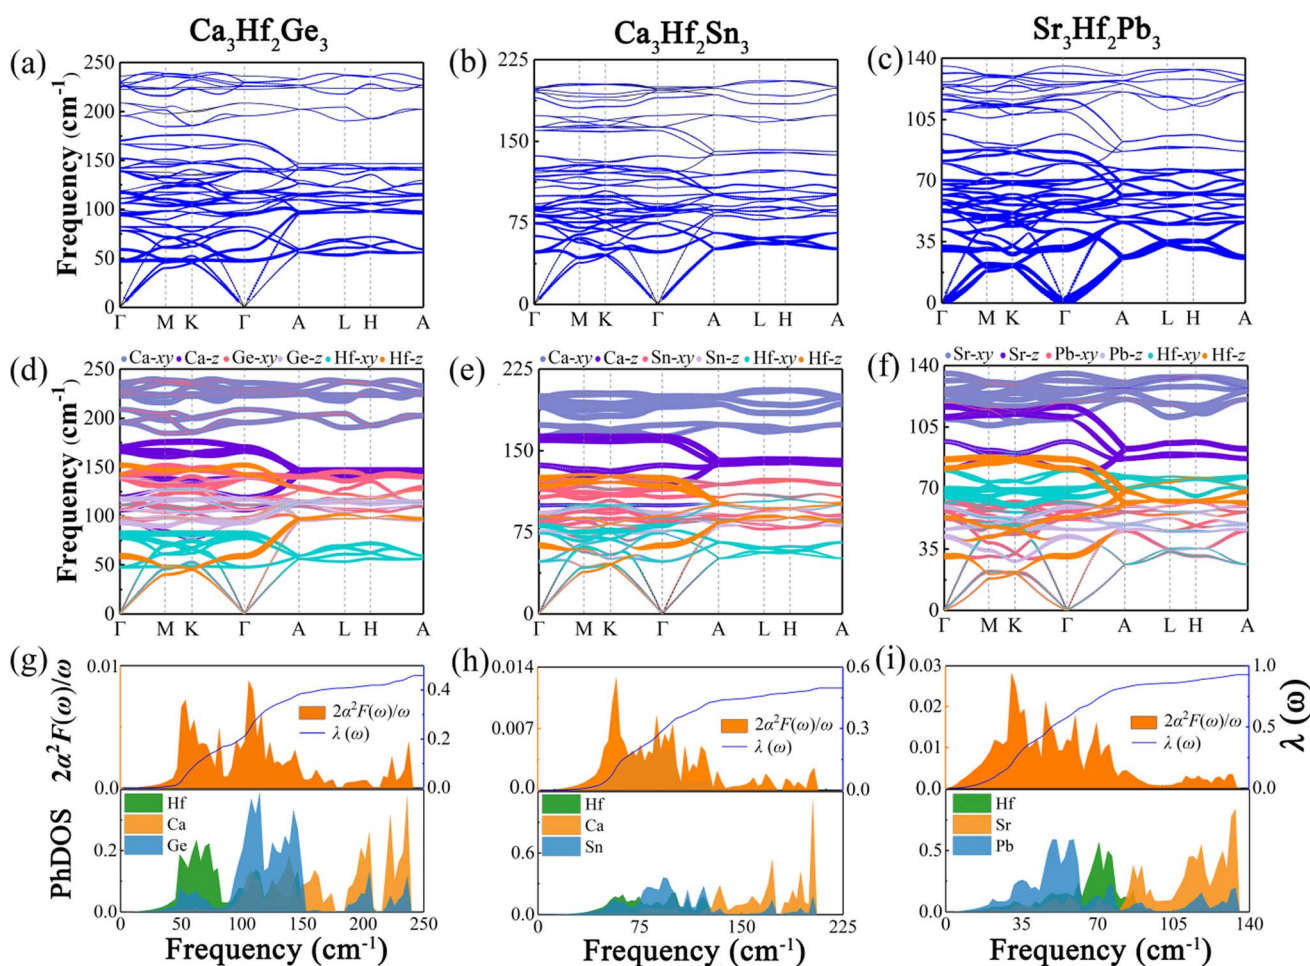 Ca₃Hf₂Ge₃ Ca₃Hf₂Sn₃ Sr₃Hf₂Pb₃
(a) (b) (c)
Frequency (cm⁻¹)
250
200
150
100
50
0
Γ M K Γ A L H A
225
150
75
0
Γ M K Γ A L H A
140
105
70
35
0
Γ M K Γ A L H A
Ca-xy Ca-z Ge-xy Ge-z Hf-xy Hf-z
Ca-xy Ca-z Sn-xy Sn-z Hf-xy Hf-z
Sr-xy Sr-z Pb-xy Pb-z Hf-xy Hf-z
(d) (e) (f)
Frequency (cm⁻¹)
250
200
150
100
50
0
Γ M K Γ A L H A
225
150
75
0
Γ M K Γ A L H A
140
105
70
35
0
Γ M K Γ A L H A
(g) (h) (i)
2α²F(ω)/ω
0.01
0.00
0.4
0.2
0.0
2α²F(ω)/ω
λ (ω)
0.014
0.007
0.000
0.6
0.3
0.0
2α²F(ω)/ω
λ (ω)
0.03
0.02
0.01
0.00
1.0
0.5
0.0
2α²F(ω)/ω
λ (ω)
λ (ω)
PhDOS
Hf
Ca
Ge
0.2
0.0
0 50 100 150 200 250
Hf
Ca
Sn
0.6
0.0
0 75 150 225
Hf
Sr
Pb
0.5
0.0
0 35 70 105 140
Frequency (cm⁻¹) Frequency (cm⁻¹) Frequency (cm⁻¹)